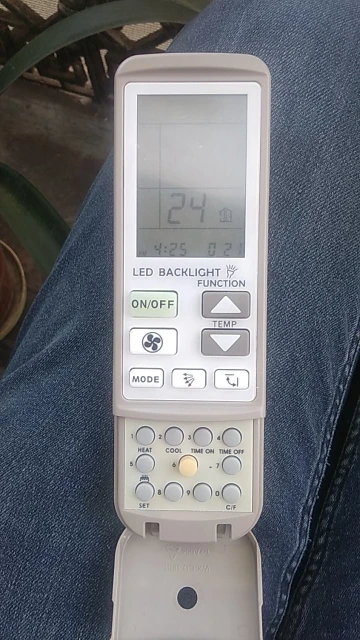 24
4:25 0 21
LED BACKLIGHT
FUNCTION
ON/OFF
TEMP
MODE
1 2 3 4
HEAT COOL TIME ON TIME OFF
5 6 - 7
SET 8 9 0 C/F